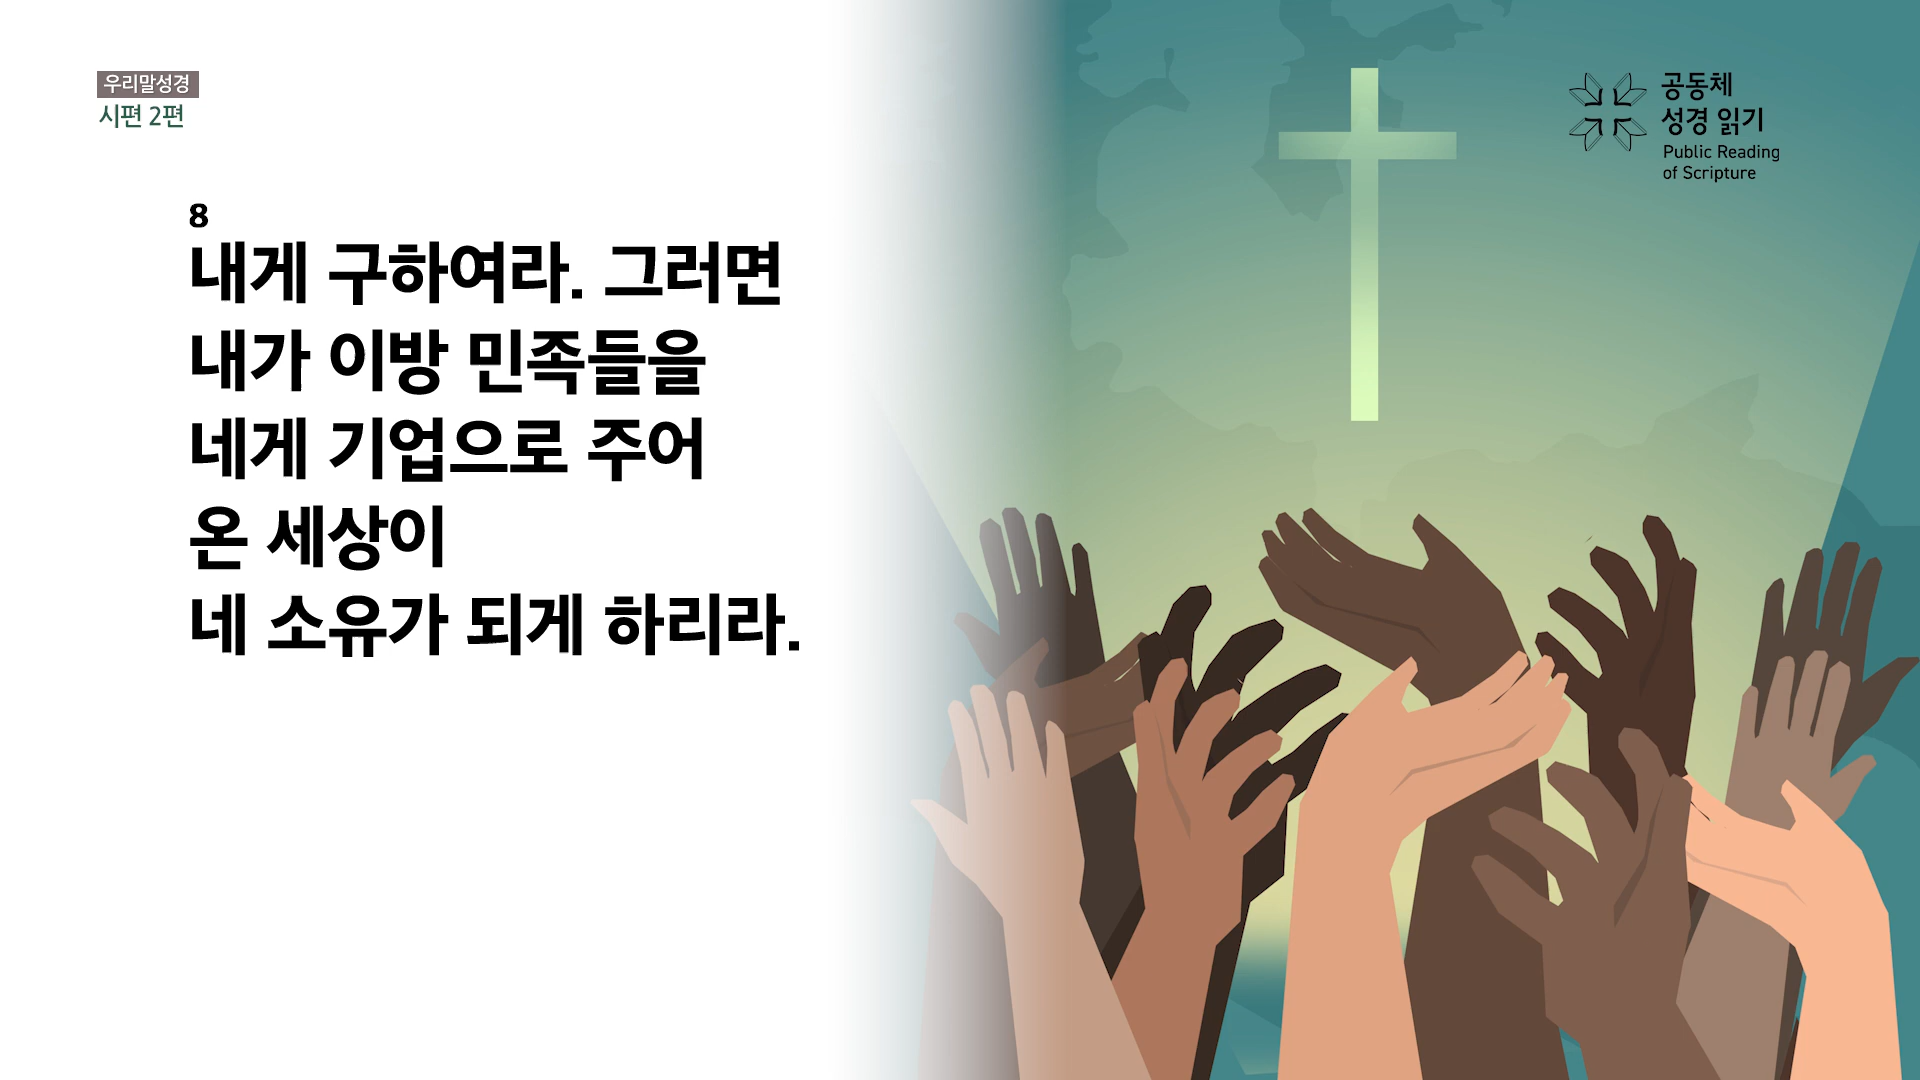 우리말성경
시편 2편
8
내게 구하여라. 그러면
내가 이방 민족들을
네게 기업으로 주어
온 세상이
네 소유가 되게 하리라.
공동체
성경 읽기
Public Reading
of Scripture